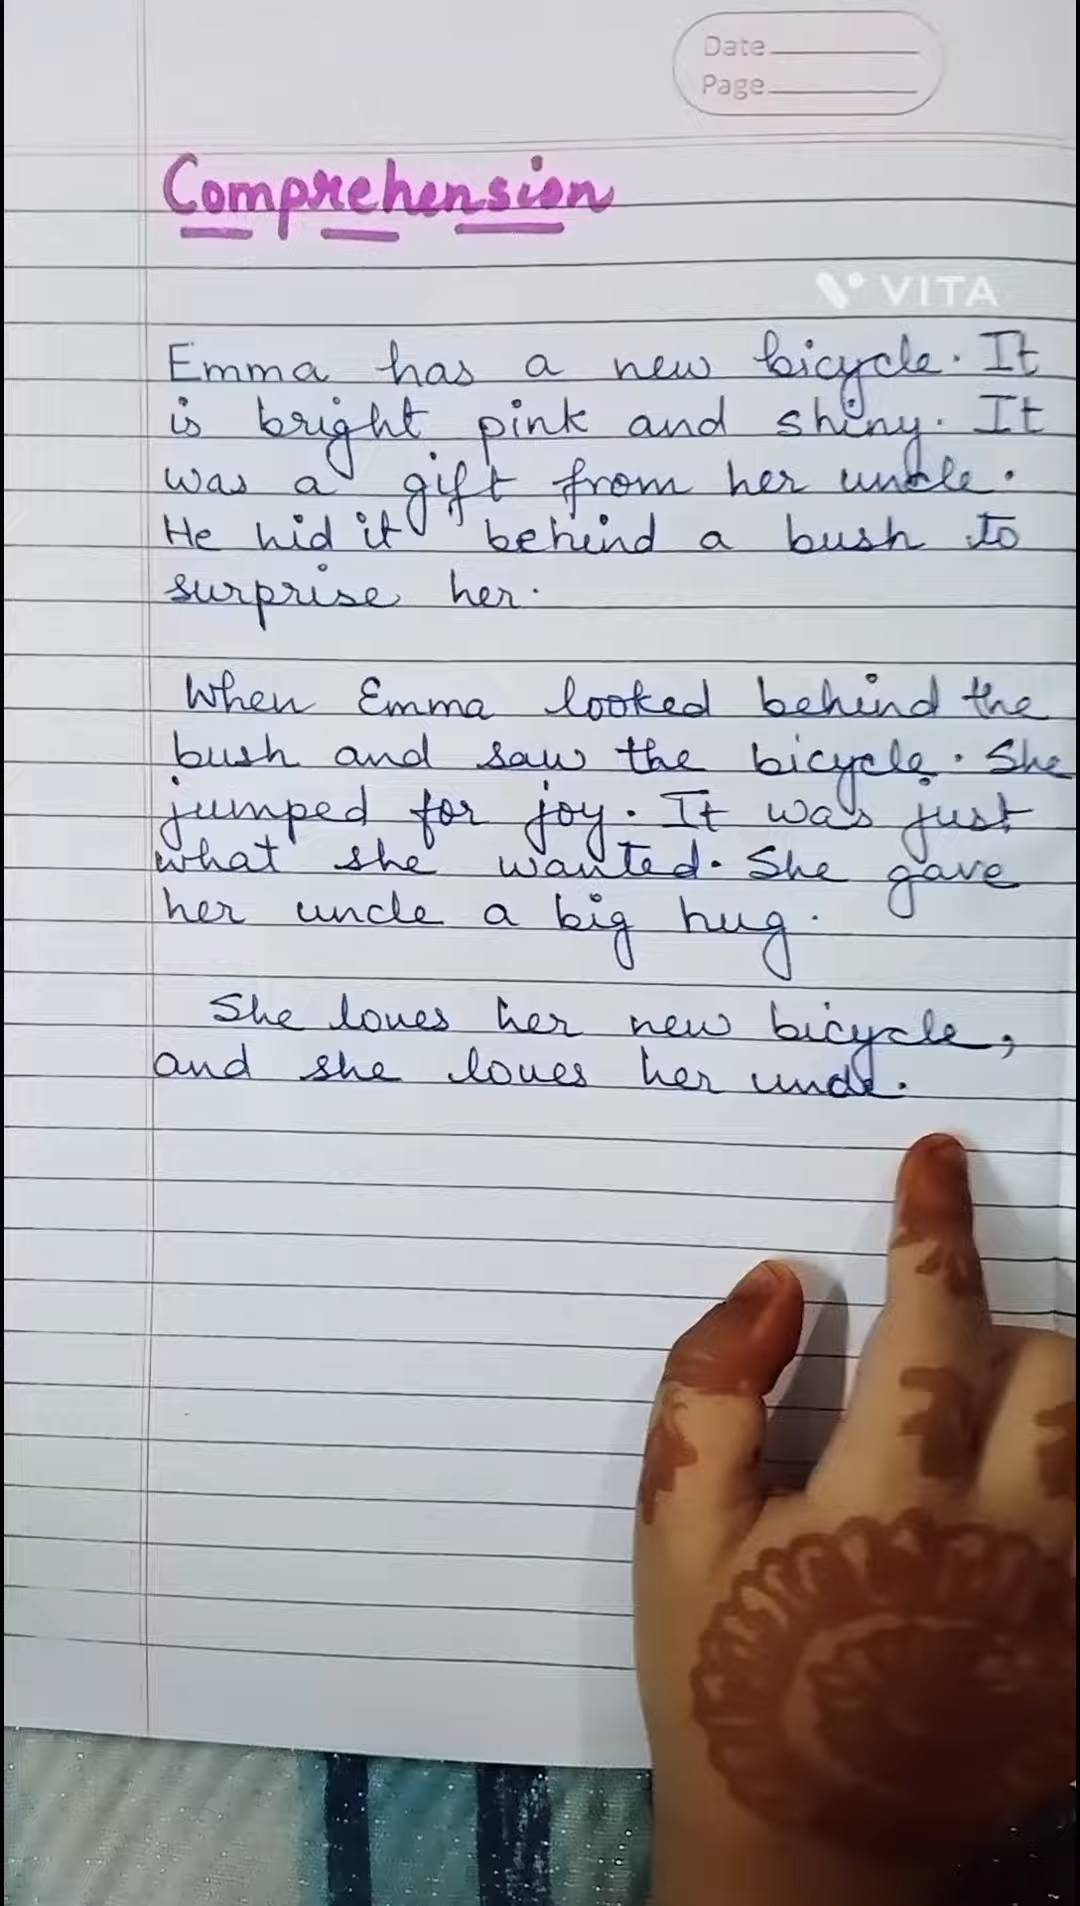 Date
Page
Comprehension
VITA
Emma has a new bicycle. It
is bright pink and shiny. It
was a gift from her uncle.
He hid it behind a bush to
surprise her.
When Emma looked behind the
bush and saw the bicycle. She
jumped for joy. It was just
what she wanted. She gave
her uncle a big hug.
She loves her new bicycle,
and she loves her uncle.